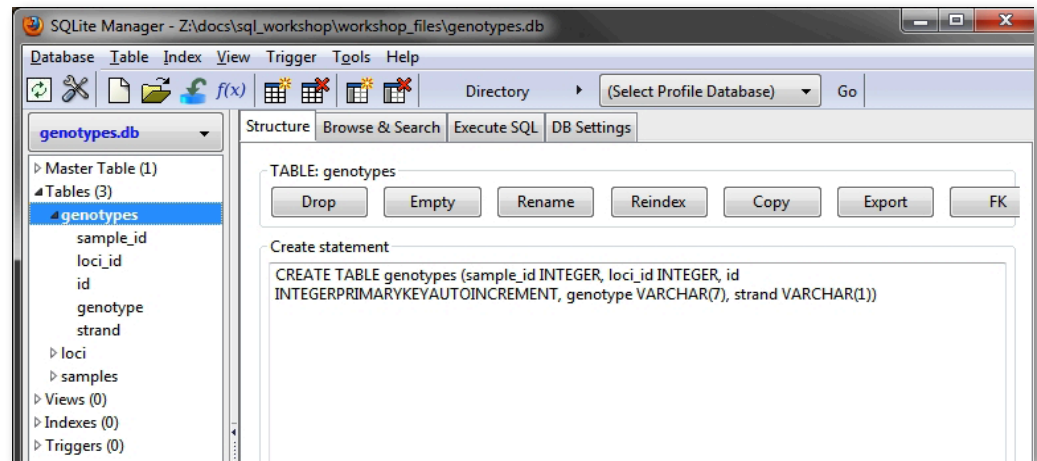 SQLite Manager - Z:\docs\sql_workshop\workshop_files\genotypes.db
Database Table Index View Trigger Tools Help
f(x) Directory (Select Profile Database) Go
genotypes.db
Structure Browse & Search Execute SQL DB Settings
Master Table (1)
Tables (3)
genotypes
sample_id
loci_id
id
genotype
strand
loci
samples
Views (0)
Indexes (0)
Triggers (0)
TABLE: genotypes
Drop Empty Rename Reindex Copy Export FK
Create statement
CREATE TABLE genotypes (sample_id INTEGER, loci_id INTEGER, id
INTEGERPRIMARYKEYAUTOINCREMENT, genotype VARCHAR(7), strand VARCHAR(1))